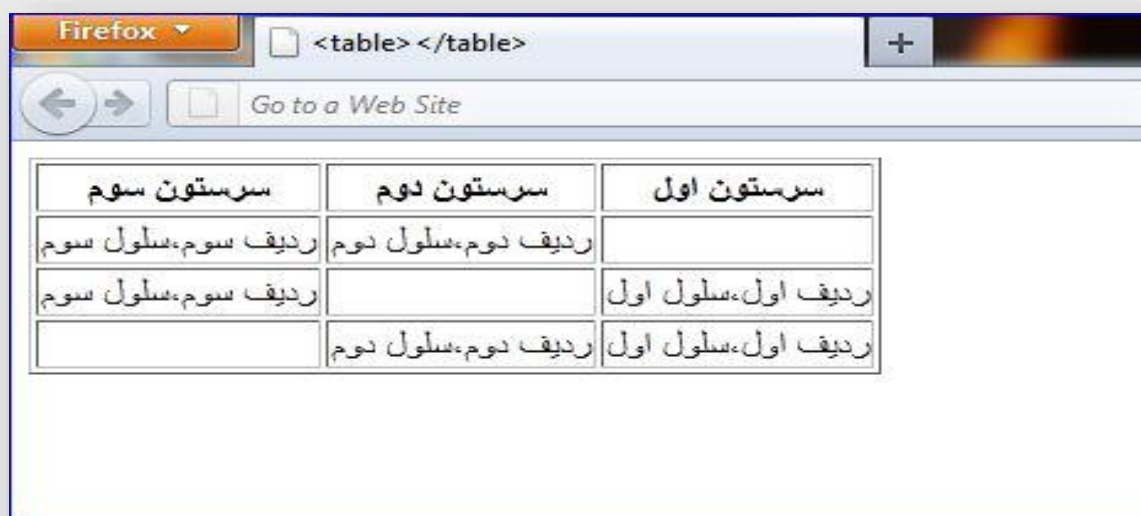 Firefox
<table></table>
Go to a Web Site
سرستون اول سرستون دوم سرستون سوم
ردیف دوم،سلول دوم ردیف سوم،سلول سوم
ردیف اول،سلول اول ردیف سوم،سلول سوم
ردیف اول،سلول اول ردیف دوم،سلول دوم